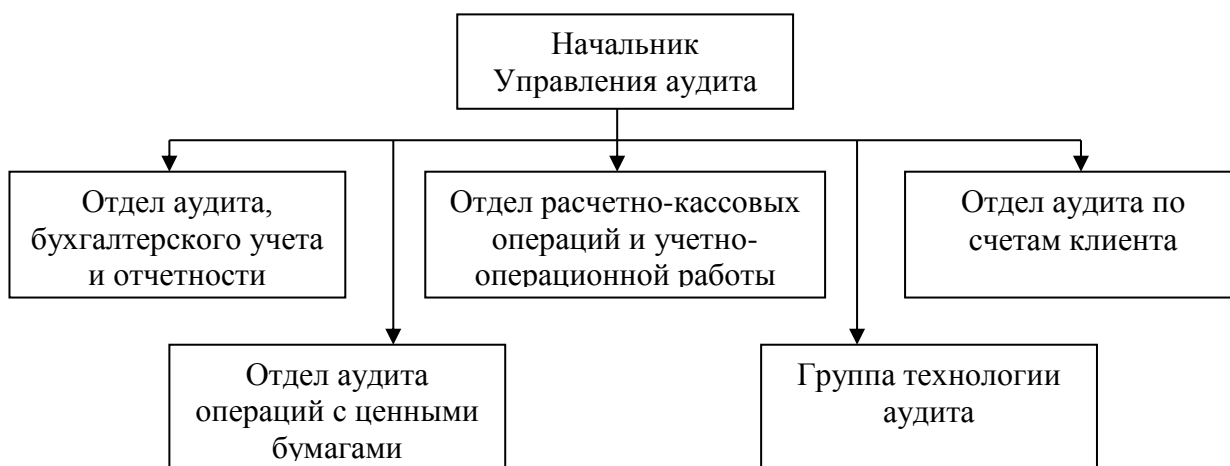 Начальник
Управления аудита
Отдел аудита,
бухгалтерского учета
и отчетности
Отдел расчетно-кассовых
операций и учетно-
операционной работы
Отдел аудита по
счетам клиента
Отдел аудита
операций с ценными
бумагами
Группа технологии
аудита